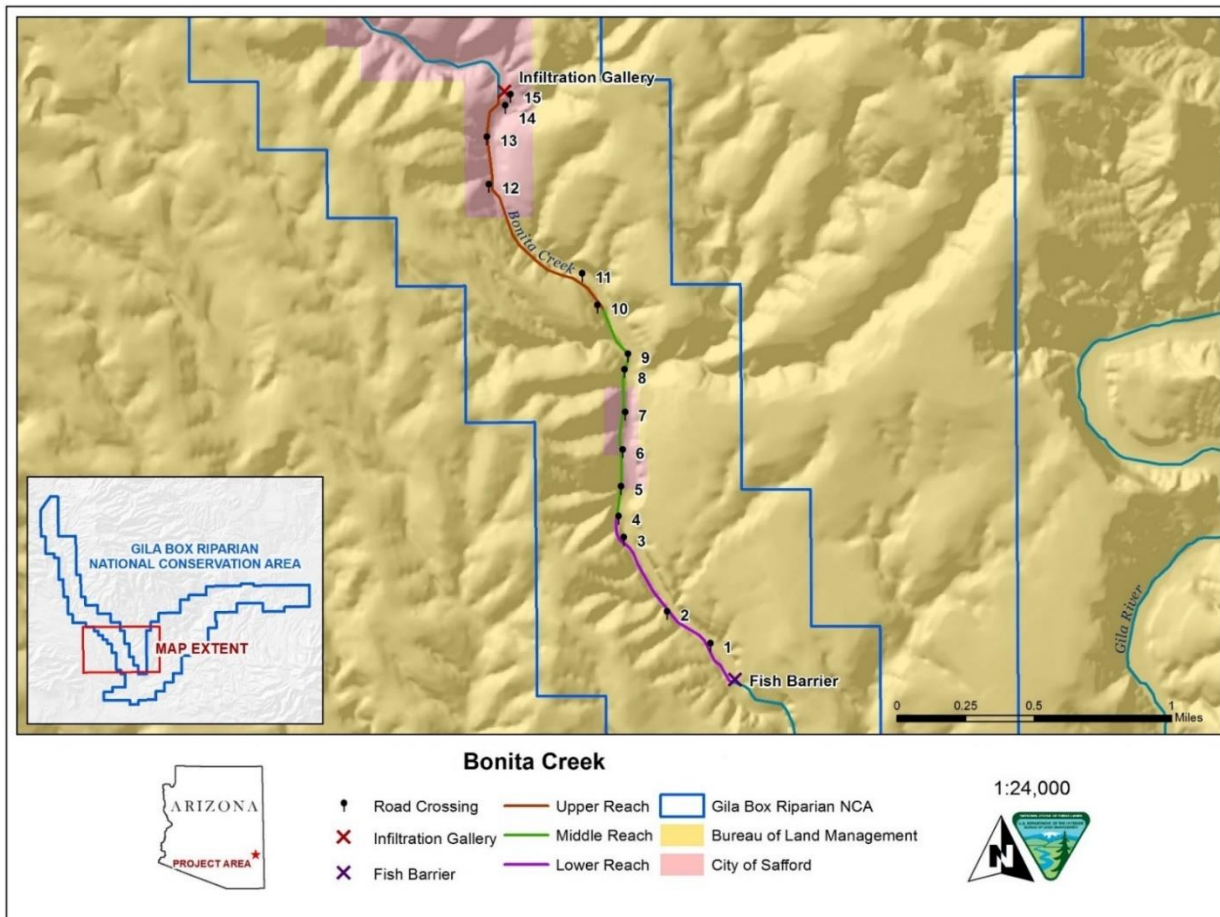 Infiltration Gallery
15
14
13
12
Bonita Creek
11
10
9
8
7
6
5
4
3
2
1
Fish Barrier
Gila River
GILA BOX RIPARIAN
NATIONAL CONSERVATION AREA
MAP EXTENT
0 0.25 0.5 1
Miles
Bonita Creek
ARIZONA
PROJECT AREA
Road Crossing
Infiltration Gallery
Fish Barrier
Upper Reach
Middle Reach
Lower Reach
Gila Box Riparian NCA
Bureau of Land Management
City of Safford
1:24,000
N